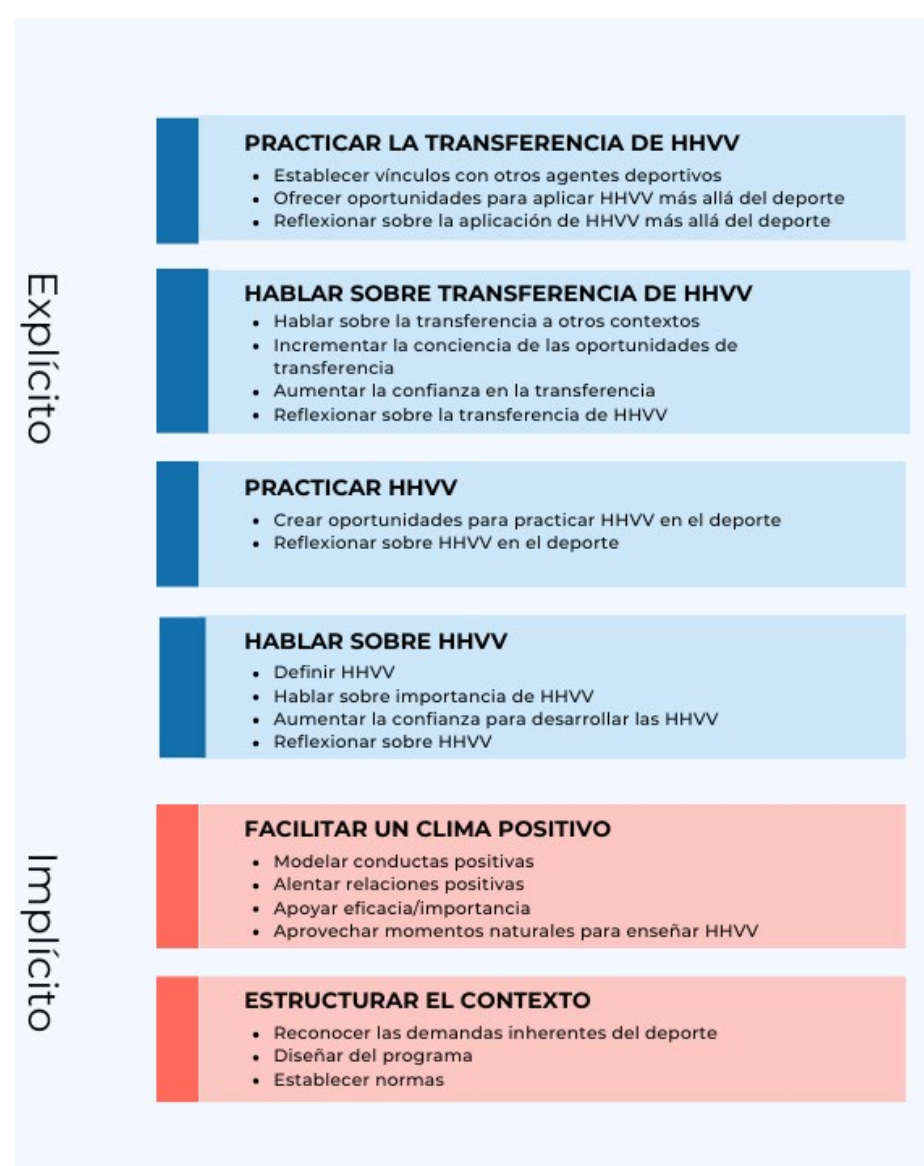 PRACTICAR LA TRANSFERENCIA DE HHVV
• Establecer vínculos con otros agentes deportivos
• Ofrecer oportunidades para aplicar HHVV más allá del deporte
• Reflexionar sobre la aplicación de HHVV más allá del deporte
Explícito
HABLAR SOBRE TRANSFERENCIA DE HHVV
• Hablar sobre la transferencia a otros contextos
• Incrementar la conciencia de las oportunidades de
transferencia
• Aumentar la confianza en la transferencia
• Reflexionar sobre la transferencia de HHVV
PRACTICAR HHVV
• Crear oportunidades para practicar HHVV en el deporte
• Reflexionar sobre HHVV en el deporte
HABLAR SOBRE HHVV
• Definir HHVV
• Hablar sobre importancia de HHVV
• Aumentar la confianza para desarrollar las HHVV
• Reflexionar sobre HHVV
Implícito
FACILITAR UN CLIMA POSITIVO
• Modelar conductas positivas
• Alentar relaciones positivas
• Apoyar eficacia/importancia
• Aprovechar momentos naturales para enseñar HHVV
ESTRUCTURAR EL CONTEXTO
• Reconocer las demandas inherentes del deporte
• Diseñar del programa
• Establecer normas